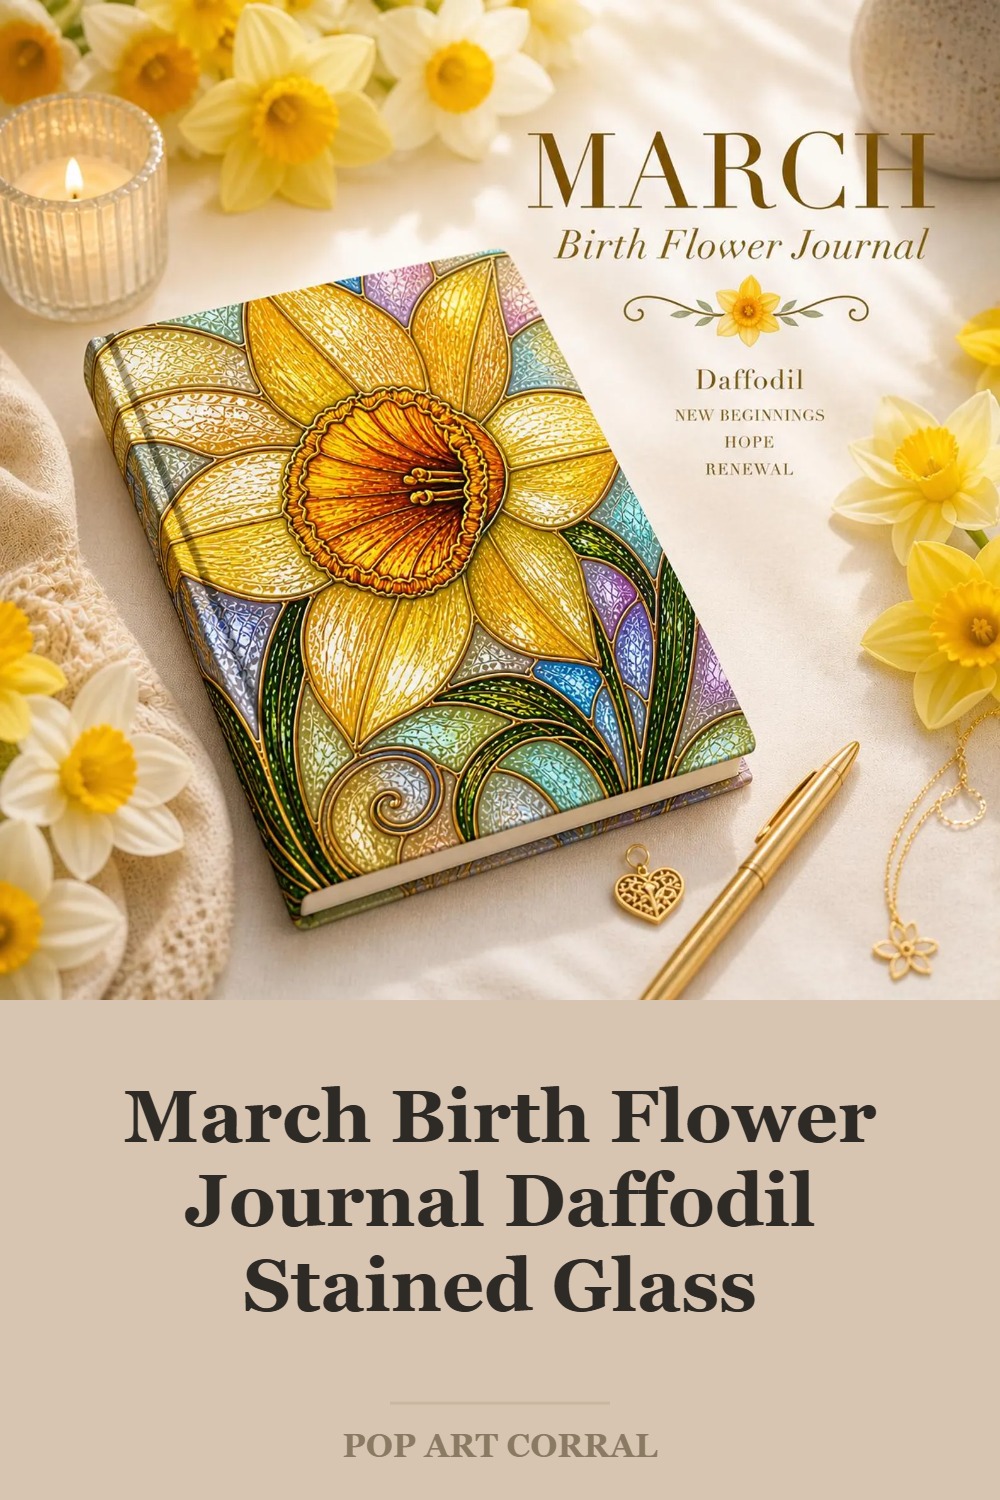 MARCH
Birth Flower Journal
Daffodil
NEW BEGINNINGS
HOPE
RENEWAL
March Birth Flower
Journal Daffodil
Stained Glass
POP ART CORRAL